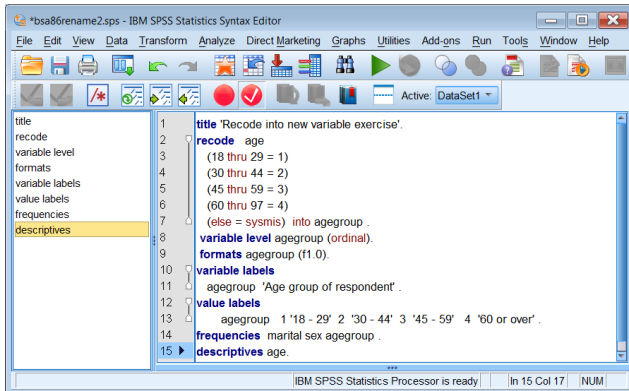 *bsa86rename2.sps - IBM SPSS Statistics Syntax Editor
File Edit View Data Transform Analyze Direct Marketing Graphs Utilities Add-ons Run Tools Window Help
Active: DataSet1
title
recode
variable level
formats
variable labels
value labels
frequencies
descriptives
1 title 'Recode into new variable exercise'.
2 recode age
3 (18 thru 29 = 1)
4 (30 thru 44 = 2)
5 (45 thru 59 = 3)
6 (60 thru 97 = 4)
7 (else = sysmis) into agegroup .
8 variable level agegroup (ordinal).
9 formats agegroup (f1.0).
10 variable labels
11 agegroup 'Age group of respondent' .
12 value labels
13 agegroup 1 '18 - 29' 2 '30 - 44' 3 '45 - 59' 4 '60 or over' .
14 frequencies marital sex agegroup .
15 descriptives age.
IBM SPSS Statistics Processor is ready In 15 Col 17 NUM